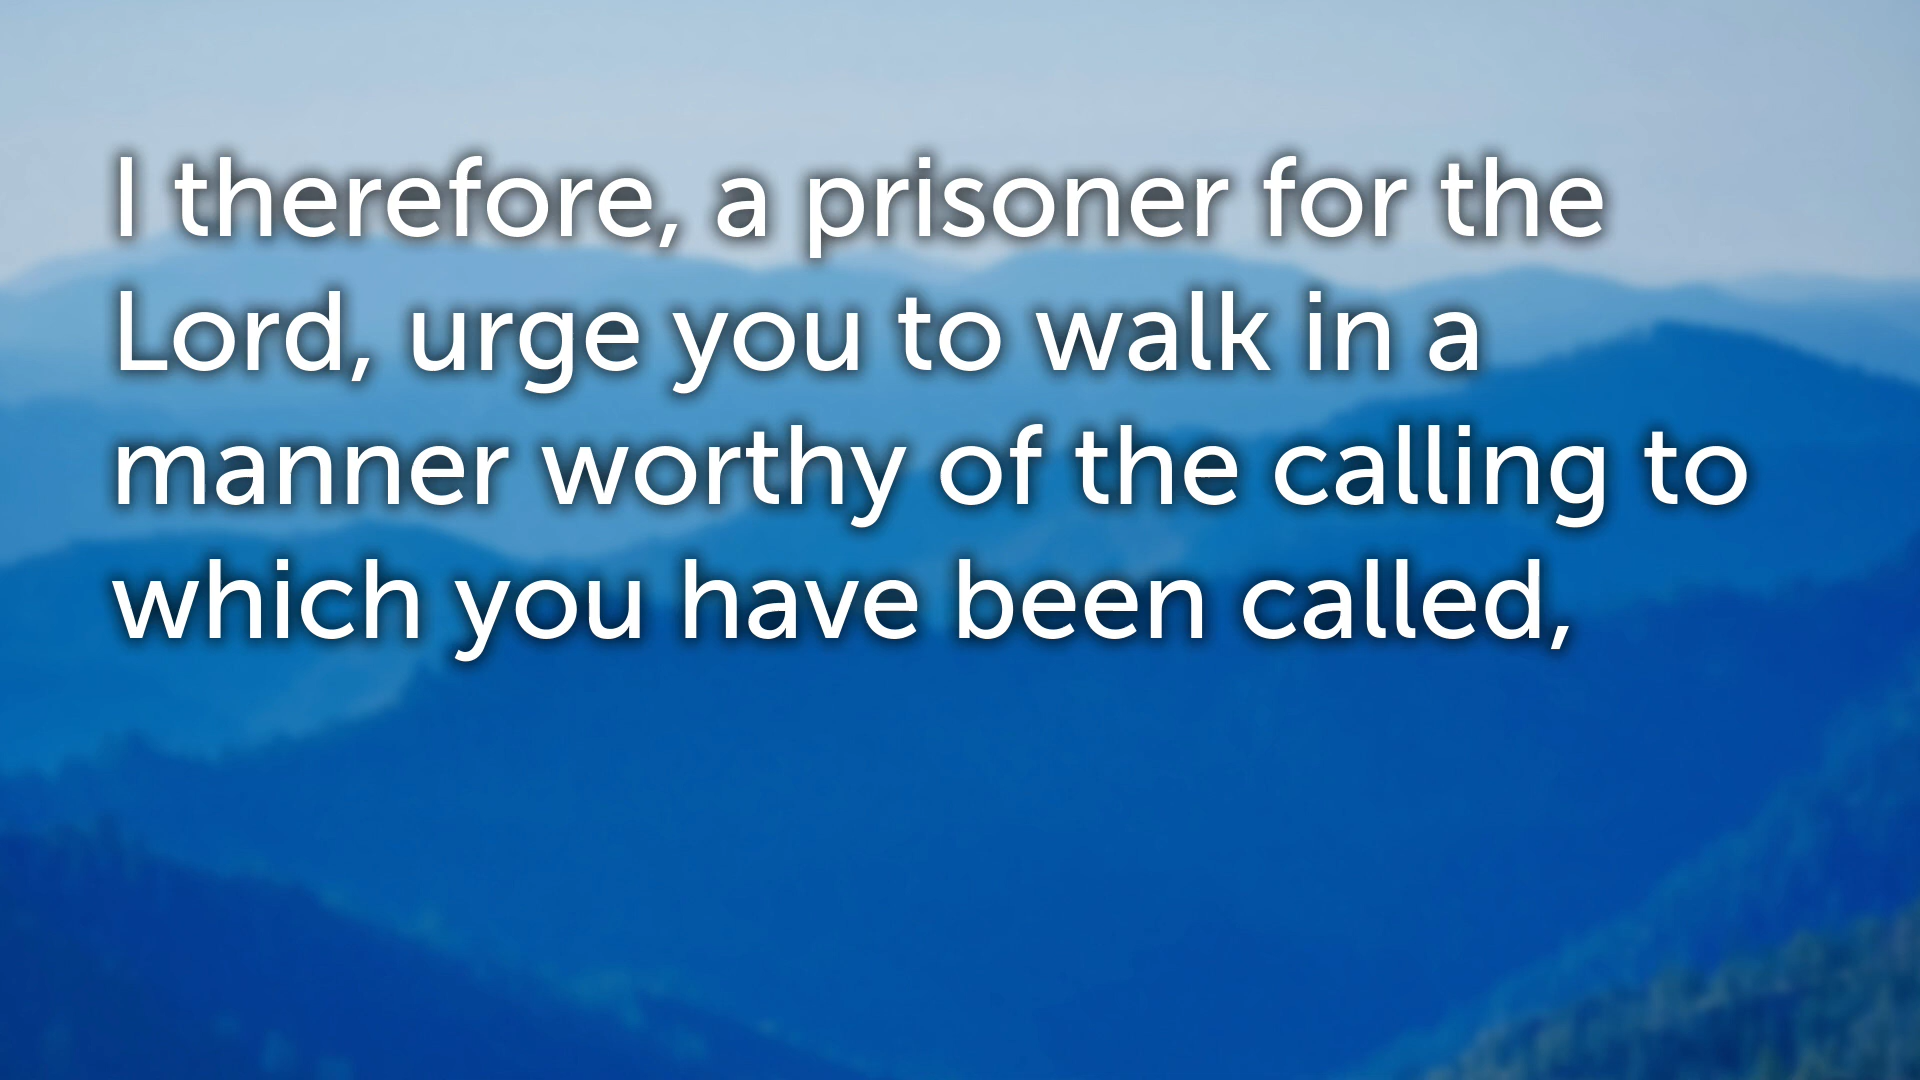 I therefore, a prisoner for the
Lord, urge you to walk in a
manner worthy of the calling to
which you have been called,